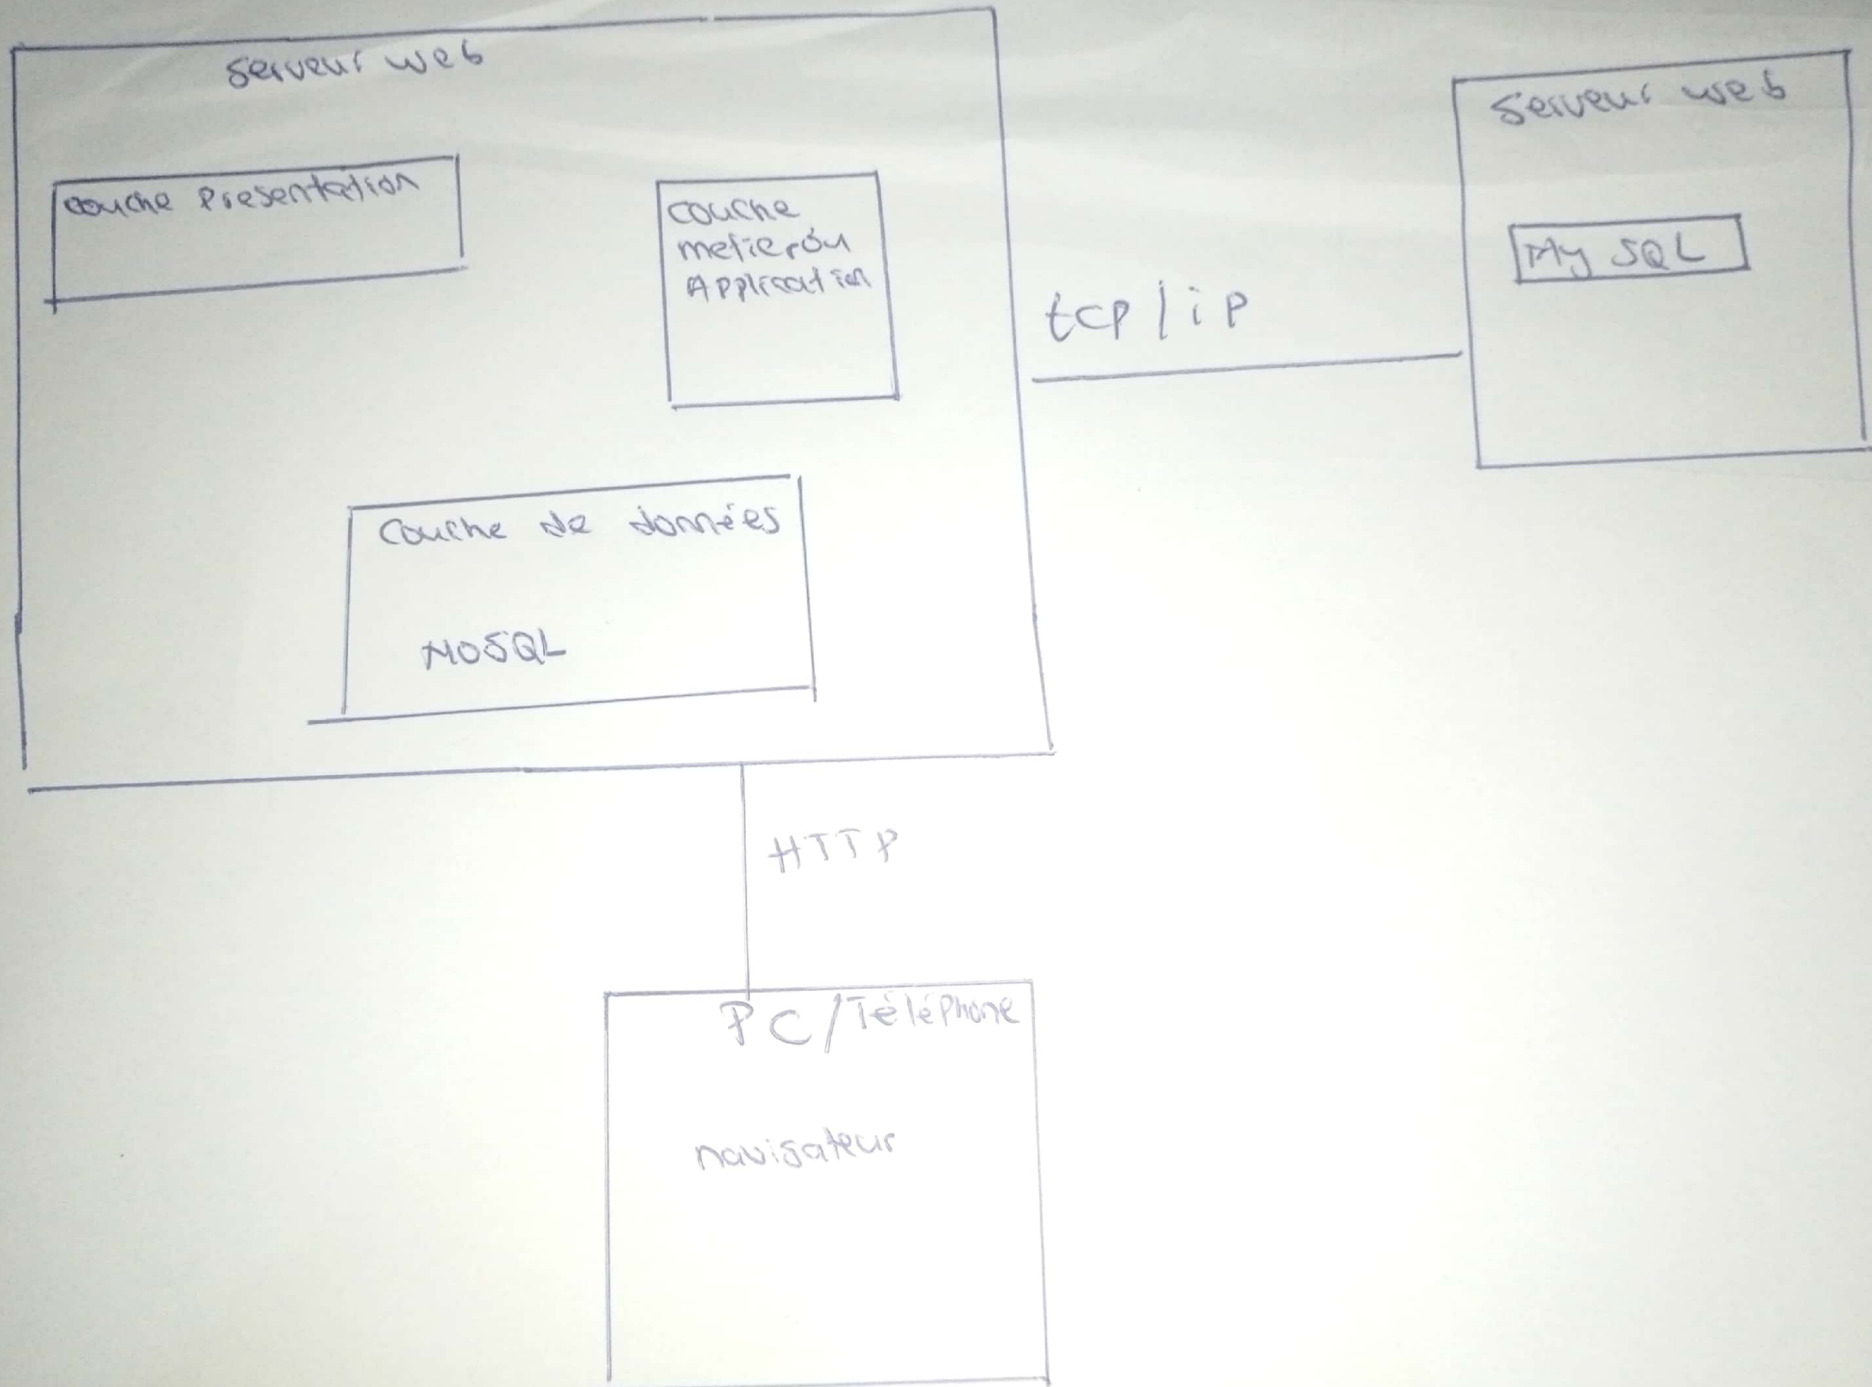 serveur web
couche Presentation
couche
metier ou
Application
Couche de données
NOSQL
tcp/ip
serveur web
My SQL
HTTP
PC/Téléphone
navigateur